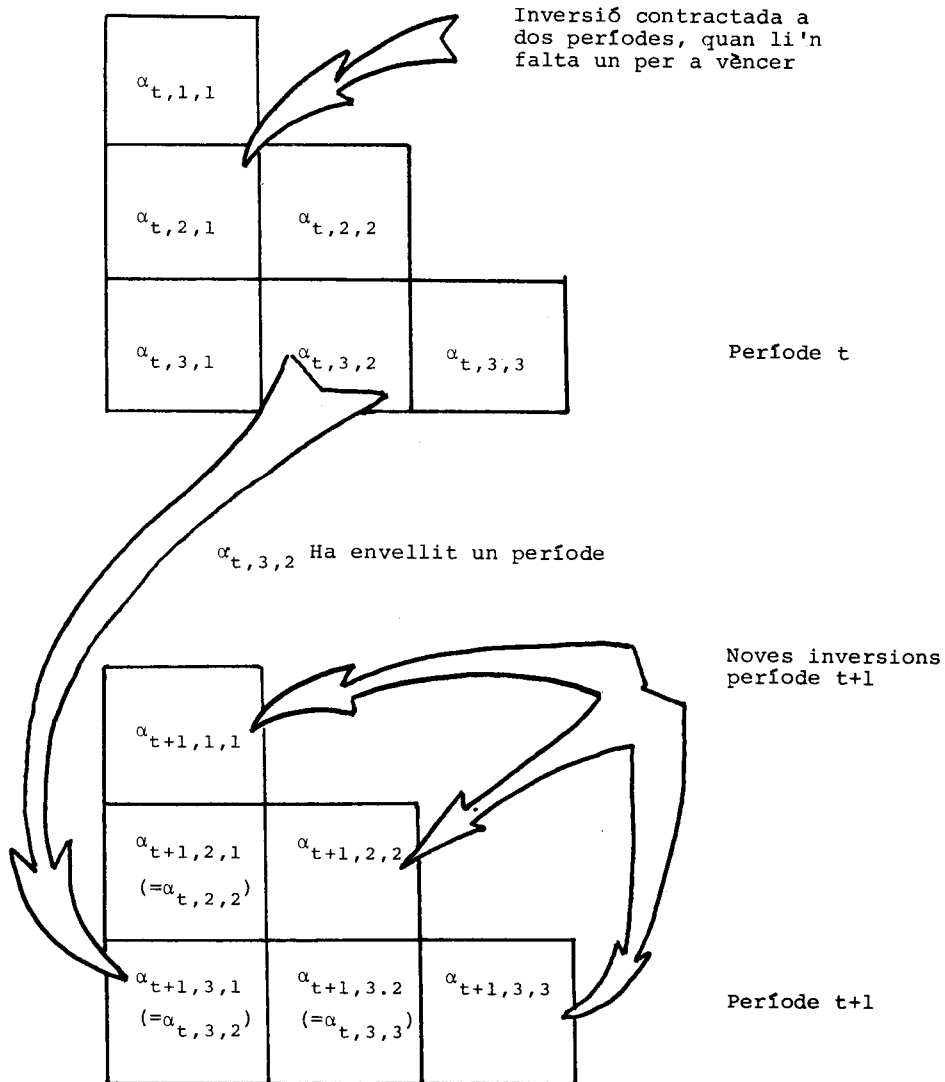 Inversió contractada a
dos períodes, quan li'n
falta un per a vèncer
α t,1,1
α t,2,1 α t,2,2
α t,3,1 α t,3,2 α t,3,3
Període t
α t,3,2 Ha envellit un període
Noves inversions
període t+1
α t+1,1,1
α t+1,2,1 α t+1,2,2
(=α t,2,2)
α t+1,3,1 α t+1,3.2 α t+1,3,3
(=α t,3,2) (=α t,3,3)
Període t+1